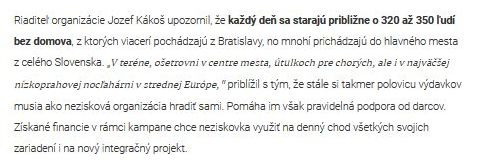 Riaditeľ organizácie Jozef Kákoš upozornil, že každý deň sa starajú približne o 320 až 350 ľudí
bez domova, z ktorých viacerí pochádzajú z Bratislavy, no mnohí prichádzajú do hlavného mesta
z celého Slovenska. „V teréne, ošetrovni v centre mesta, útulkoch pre chorých, ale i v najväčšej
nízkoprahovej nocľahárni v strednej Európe," priblížil s tým, že stále si takmer polovicu výdavkov
musia ako nezisková organizácia hradiť sami. Pomáha im však pravidelná podpora od darcov.
Získané financie v rámci kampane chce neziskovka využiť na denný chod všetkých svojich
zariadení i na nový integračný projekt.